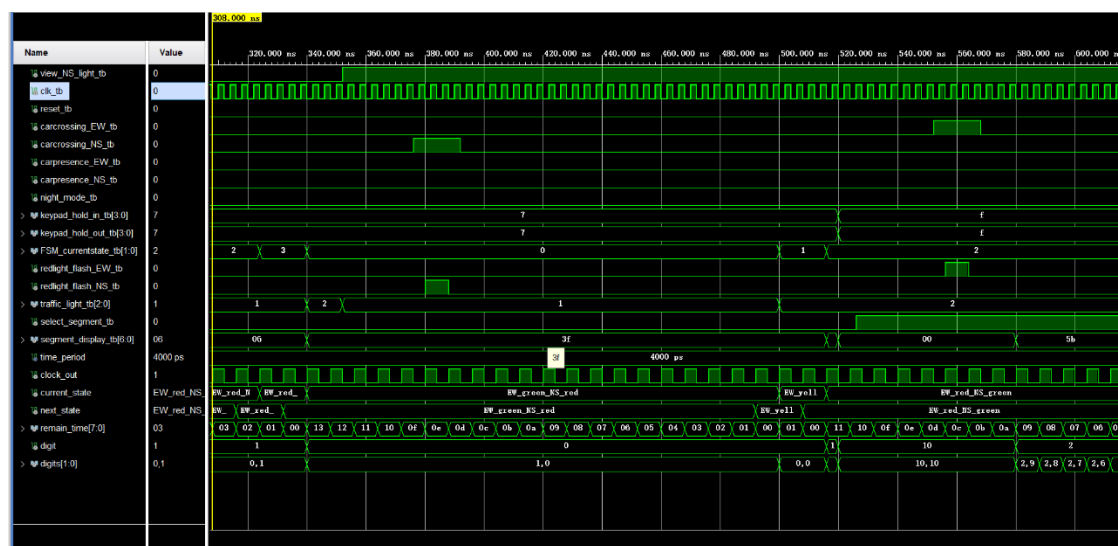 308.000 ns
Name Value
320.000 ns 340.000 ns 360.000 ns 380.000 ns 400.000 ns 420.000 ns 440.000 ns 460.000 ns 480.000 ns 500.000 ns 520.000 ns 540.000 ns 560.000 ns 580.000 ns 600.000
view_NS_light_tb 0
clk_tb 0
reset_tb 0
carcrossing_EW_tb 0
carcrossing_NS_tb 0
carpresence_EW_tb 0
carpresence_NS_tb 0
night_mode_tb 0
keypad_hold_in_tb[3:0] 7 7 f
keypad_hold_out_tb[3:0] 7 7 f
FSM_currentstate_tb[1:0] 2 2 3 0 1 2
redlight_flash_EW_tb 0
redlight_flash_NS_tb 0
traffic_light_tb[2:0] 1 1 2 1 2
select_segment_tb 0
segment_display_tb[6:0] 06 06 3f 00 5b
time_period 4000 ps 3f 4000 ps
clock_out 1
current_state EW_red_NS_ EW_red_N EW_red_ EW_green_NS_red EW_yell EW_red_NS_green
next_state EW_red_NS_ EW_ EW_red_ EW_green_NS_red EW_yell EW_red_NS_green
remain_time[7:0] 03 03 02 01 00 13 12 11 10 0f 0e 0d 0c 0b 0a 09 08 07 06 05 04 03 02 01 00 01 00 11 10 0f 0e 0d 0c 0b 0a 09 08 07 06
digit 1 1 0 1 10 2
digits[1:0] 0,1 0,1 1,0 0,0 10,10 2,9 2,8 2,7 2,6